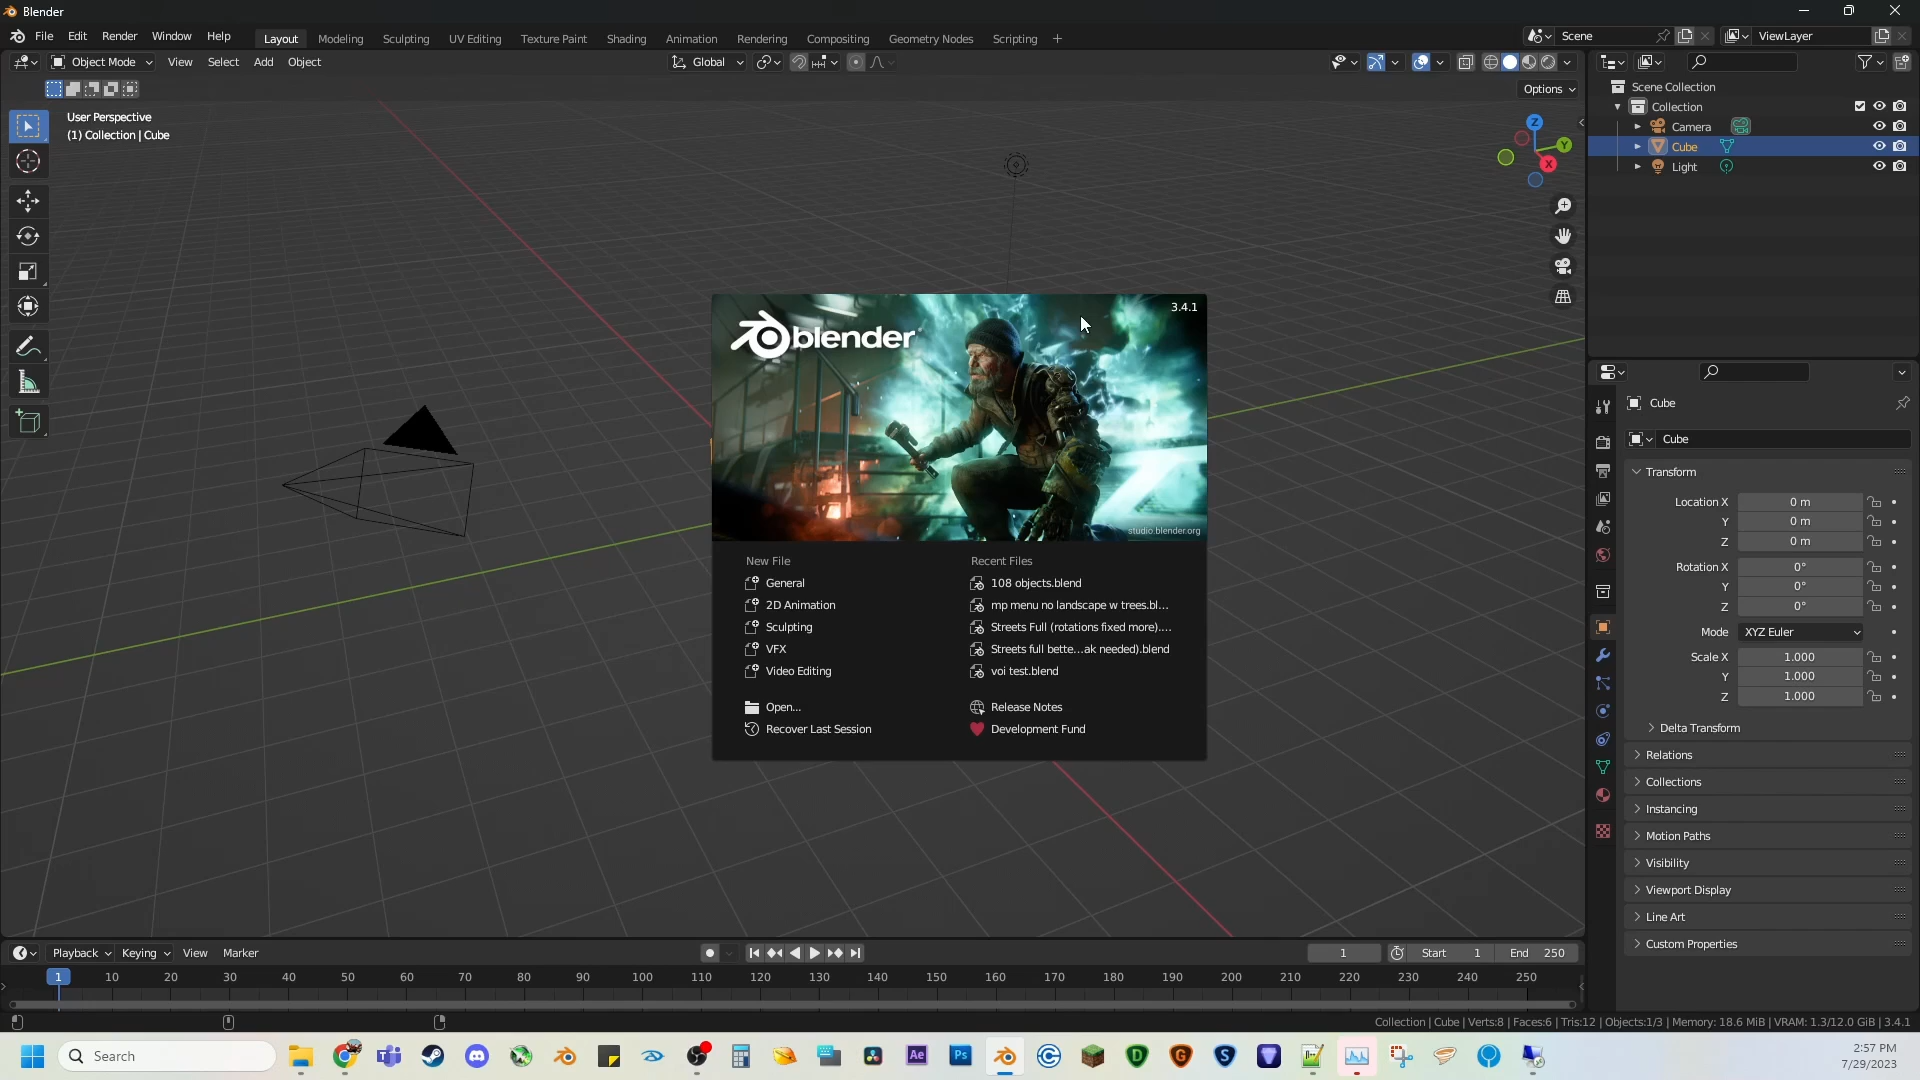 Blender
File Edit Render Window Help Layout Modeling Sculpting UV Editing Texture Paint Shading Animation Rendering Compositing Geometry Nodes Scripting + Scene ViewLayer
Object Mode View Select Add Object Global
Options
User Perspective
(1) Collection | Cube
Z
Y
X
Scene Collection
Collection
Camera
Cube
Light
3.4.1
blender
studio.blender.org
New File
General
2D Animation
Sculpting
VFX
Video Editing
Open...
Recover Last Session
Recent Files
108 objects.blend
mp menu no landscape w trees.bl...
Streets Full (rotations fixed more)....
Streets full bette...ak needed).blend
voi test.blend
Release Notes
Development Fund
Cube
Cube
Transform
Location X 0 m
Y 0 m
Z 0 m
Rotation X 0°
Y 0°
Z 0°
Mode XYZ Euler
Scale X 1.000
Y 1.000
Z 1.000
Delta Transform
Relations
Collections
Instancing
Motion Paths
Visibility
Viewport Display
Line Art
Custom Properties
Playback Keying View Marker 1 Start 1 End 250
1 10 20 30 40 50 60 70 80 90 100 110 120 130 140 150 160 170 180 190 200 210 220 230 240 250
Collection | Cube | Verts:8 | Faces:6 | Tris:12 | Objects:1/3 | Memory: 18.6 MiB | VRAM: 1.3/12.0 GiB | 3.4.1
Search
Ae
Ps
D
G
S
2:57 PM
7/29/2023